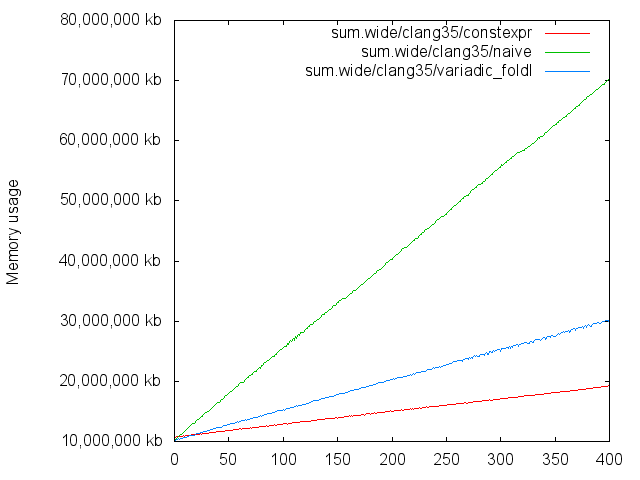 80,000,000 kb
70,000,000 kb
60,000,000 kb
50,000,000 kb
40,000,000 kb
30,000,000 kb
20,000,000 kb
10,000,000 kb
Memory usage
sum.wide/clang35/constexpr
sum.wide/clang35/naive
sum.wide/clang35/variadic_foldl
0 50 100 150 200 250 300 350 400